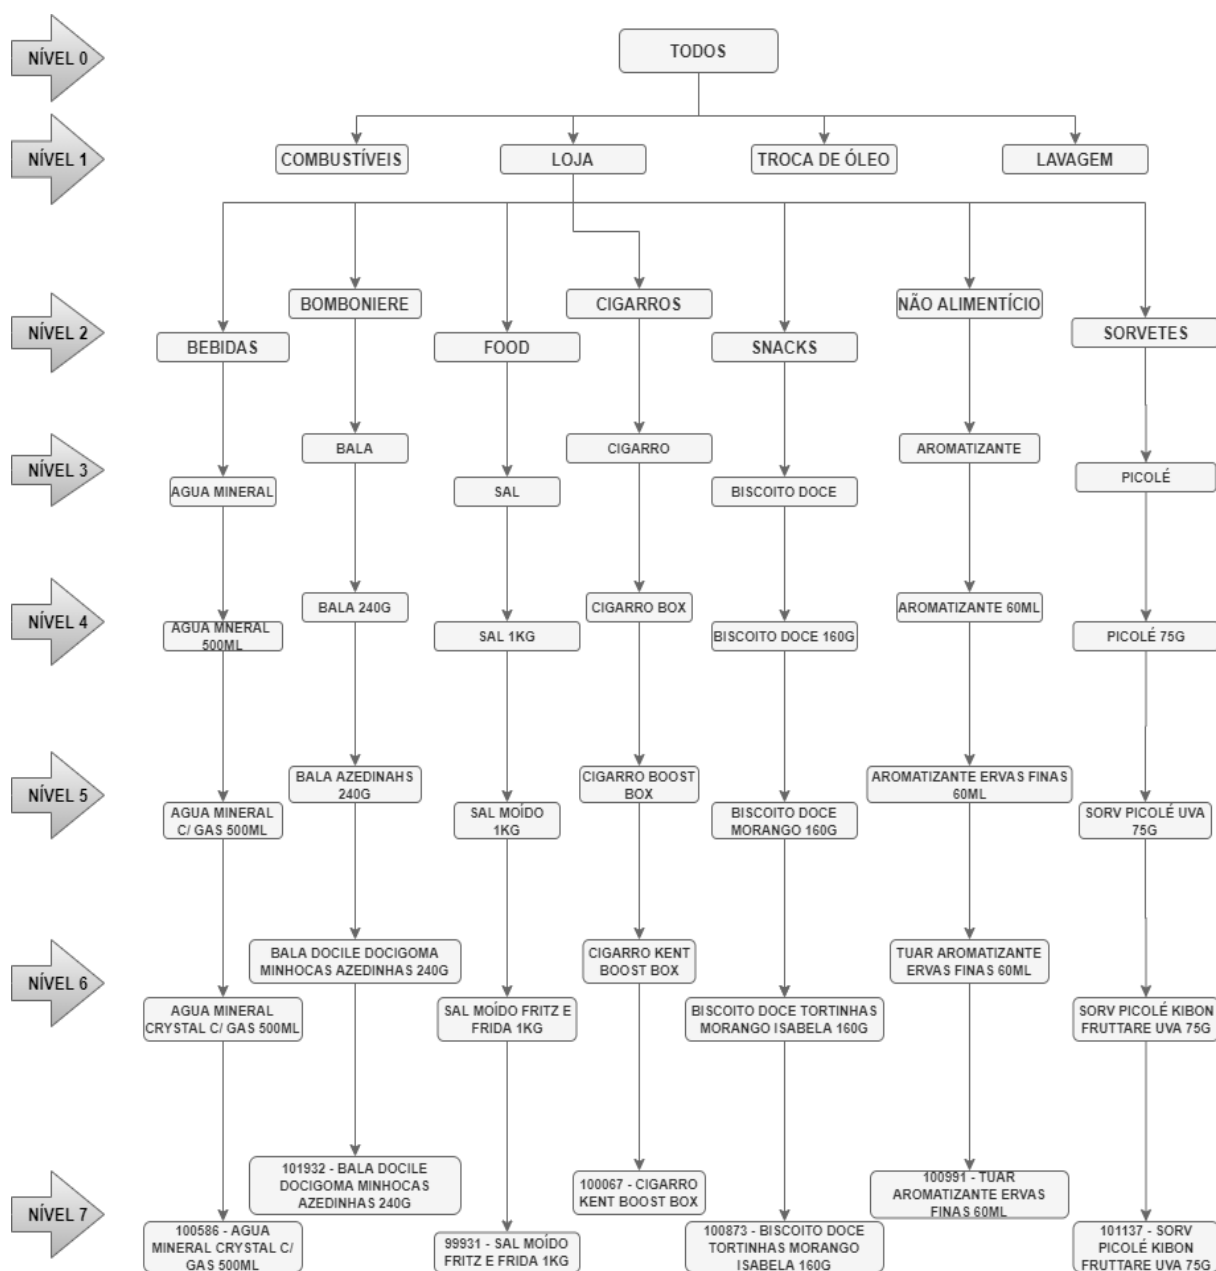 NÍVEL 0
TODOS
NÍVEL 1
COMBUSTÍVEIS
LOJA
TROCA DE ÓLEO
LAVAGEM
NÍVEL 2
BOMBONIERE
CIGARROS
NÃO ALIMENTÍCIO
BEBIDAS
FOOD
SNACKS
SORVETES
NÍVEL 3
BALA
CIGARRO
AROMATIZANTE
AGUA MINERAL
SAL
BISCOITO DOCE
PICOLÉ
NÍVEL 4
BALA 240G
CIGARRO BOX
AROMATIZANTE 60ML
AGUA MNERAL
500ML
SAL 1KG
BISCOITO DOCE 160G
PICOLÉ 75G
NÍVEL 5
BALA AZEDINAHS
240G
CIGARRO BOOST
BOX
AROMATIZANTE ERVAS FINAS
60ML
AGUA MINERAL
C/ GAS 500ML
SAL MOÍDO
1KG
BISCOITO DOCE
MORANGO 160G
SORV PICOLÉ UVA
75G
NÍVEL 6
BALA DOCILE DOCIGOMA
MINHOCAS AZEDINHAS 240G
CIGARRO KENT
BOOST BOX
TUAR AROMATIZANTE
ERVAS FINAS 60ML
AGUA MINERAL
CRYSTAL C/ GAS 500ML
SAL MOÍDO FRITZ E
FRIDA 1KG
BISCOITO DOCE TORTINHAS
MORANGO ISABELA 160G
SORV PICOLÉ KIBON
FRUTTARE UVA 75G
NÍVEL 7
101932 - BALA DOCILE
DOCIGOMA MINHOCAS
AZEDINHAS 240G
100067 - CIGARRO
KENT BOOST BOX
100991 - TUAR
AROMATIZANTE ERVAS
FINAS 60ML
100586 - AGUA
MINERAL CRYSTAL C/
GAS 500ML
99931 - SAL MOÍDO
FRITZ E FRIDA 1KG
100873 - BISCOITO DOCE
TORTINHAS MORANGO
ISABELA 160G
101137 - SORV
PICOLÉ KIBON
FRUTTARE UVA 75G